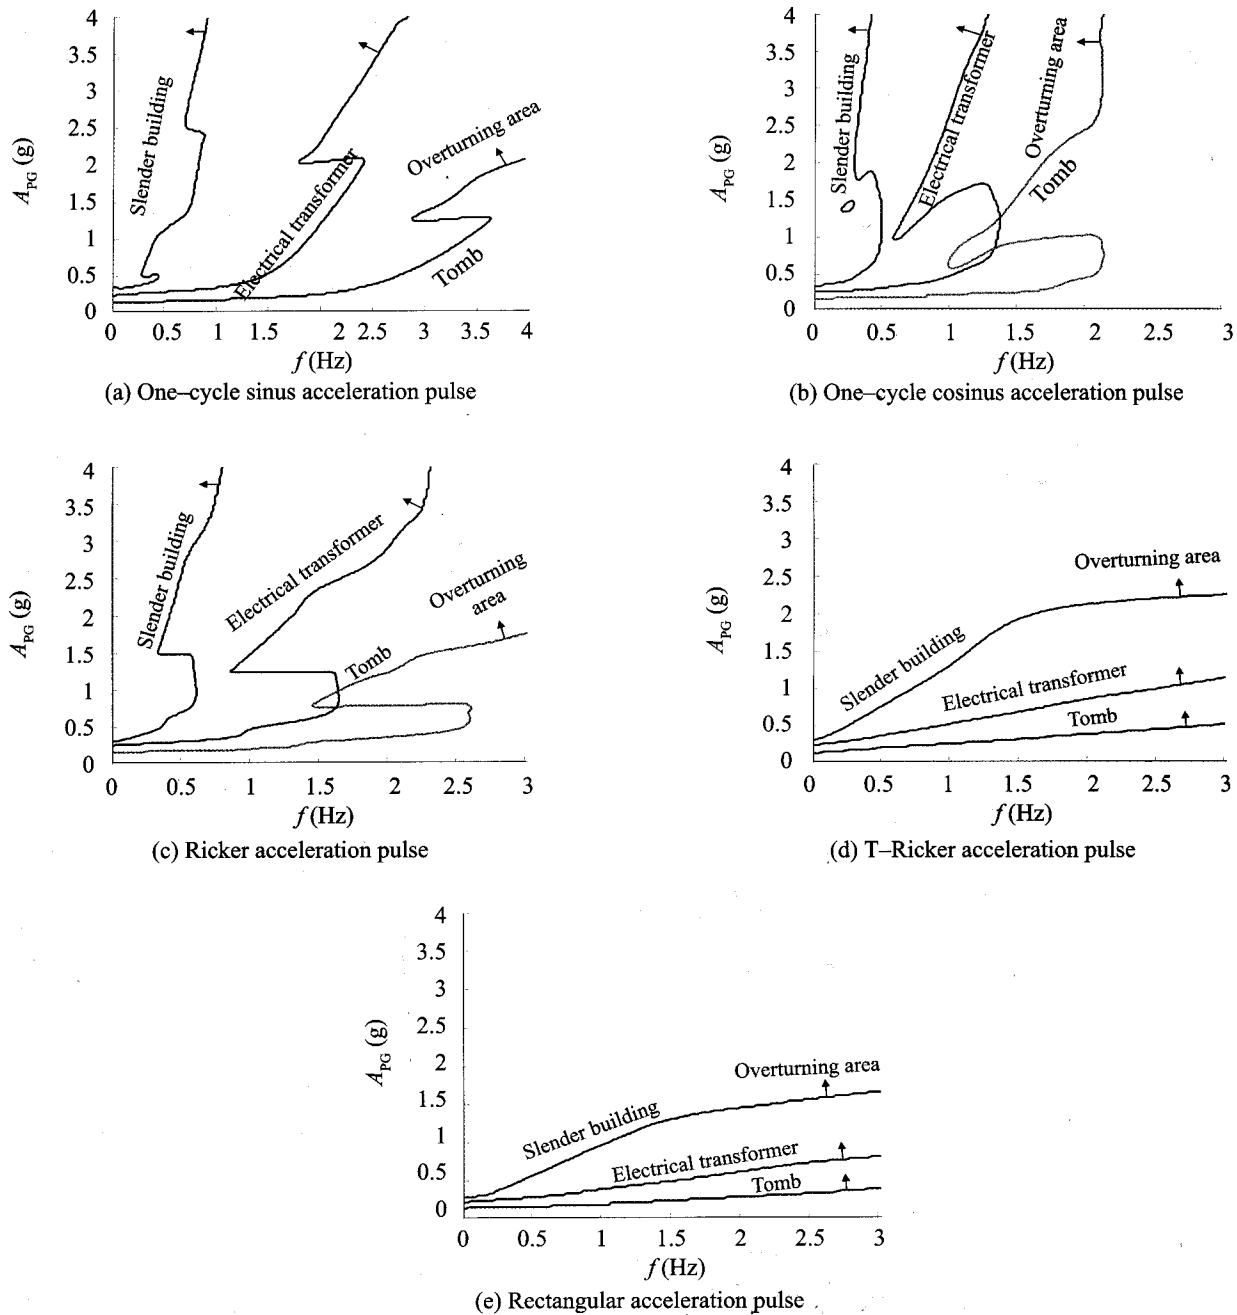 4
3.5
3
2.5
2
1.5
1
0.5
0
A_PG (g)
Slender building
Electrical transformer
Overturning area
Tomb
0 0.5 1 1.5 2 2.5 3 3.5 4
f (Hz)
(a) One–cycle sinus acceleration pulse
4
3.5
3
2.5
2
1.5
1
0.5
0
A_PG (g)
Slender building
Electrical transformer
Overturning area
Tomb
0 0.5 1 1.5 2 2.5 3
f (Hz)
(b) One–cycle cosinus acceleration pulse
4
3.5
3
2.5
2
1.5
1
0.5
0
A_PG (g)
Slender building
Electrical transformer
Overturning
area
Tomb
0 0.5 1 1.5 2 2.5 3
f (Hz)
(c) Ricker acceleration pulse
4
3.5
3
2.5
2
1.5
1
0.5
0
A_PG (g)
Overturning area
Slender building
Electrical transformer
Tomb
0 0.5 1 1.5 2 2.5 3
f (Hz)
(d) T–Ricker acceleration pulse
4
3.5
3
2.5
2
1.5
1
0.5
0
A_PG (g)
Overturning area
Slender building
Electrical transformer
Tomb
0 0.5 1 1.5 2 2.5 3
f (Hz)
(e) Rectangular acceleration pulse